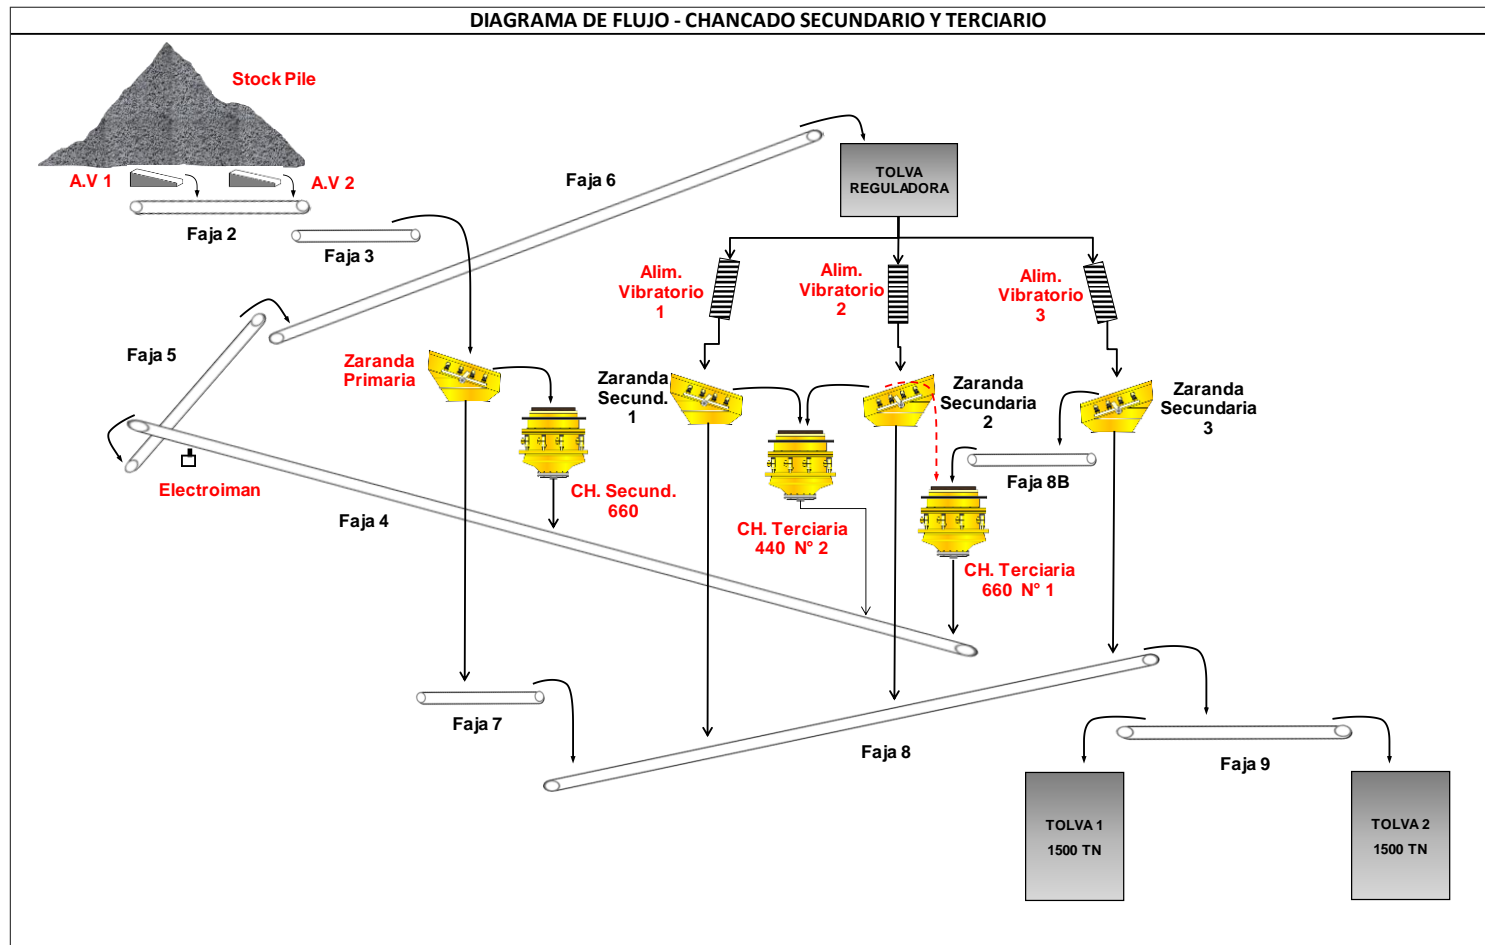 DIAGRAMA DE FLUJO - CHANCADO SECUNDARIO Y TERCIARIO
Stock Pile
A.V 1
A.V 2
Faja 2
Faja 3
Faja 6
TOLVA
REGULADORA
Alim.
Vibratorio
1
Alim.
Vibratorio
2
Alim.
Vibratorio
3
Faja 5
Zaranda
Primaria
Zaranda
Secund.
1
Zaranda
Secundaria
2
Zaranda
Secundaria
3
Electroiman
Faja 4
CH. Secund.
660
CH. Terciaria
440 N° 2
Faja 8B
CH. Terciaria
660 N° 1
Faja 7
Faja 8
Faja 9
TOLVA 1
1500 TN
TOLVA 2
1500 TN